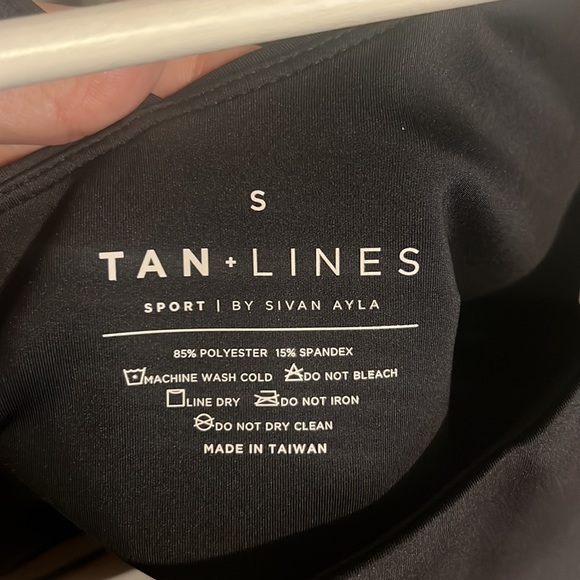 S
TAN + LINES
SPORT | BY SIVAN AYLA
85% POLYESTER 15% SPANDEX
MACHINE WASH COLD DO NOT BLEACH
LINE DRY DO NOT IRON
DO NOT DRY CLEAN
MADE IN TAIWAN